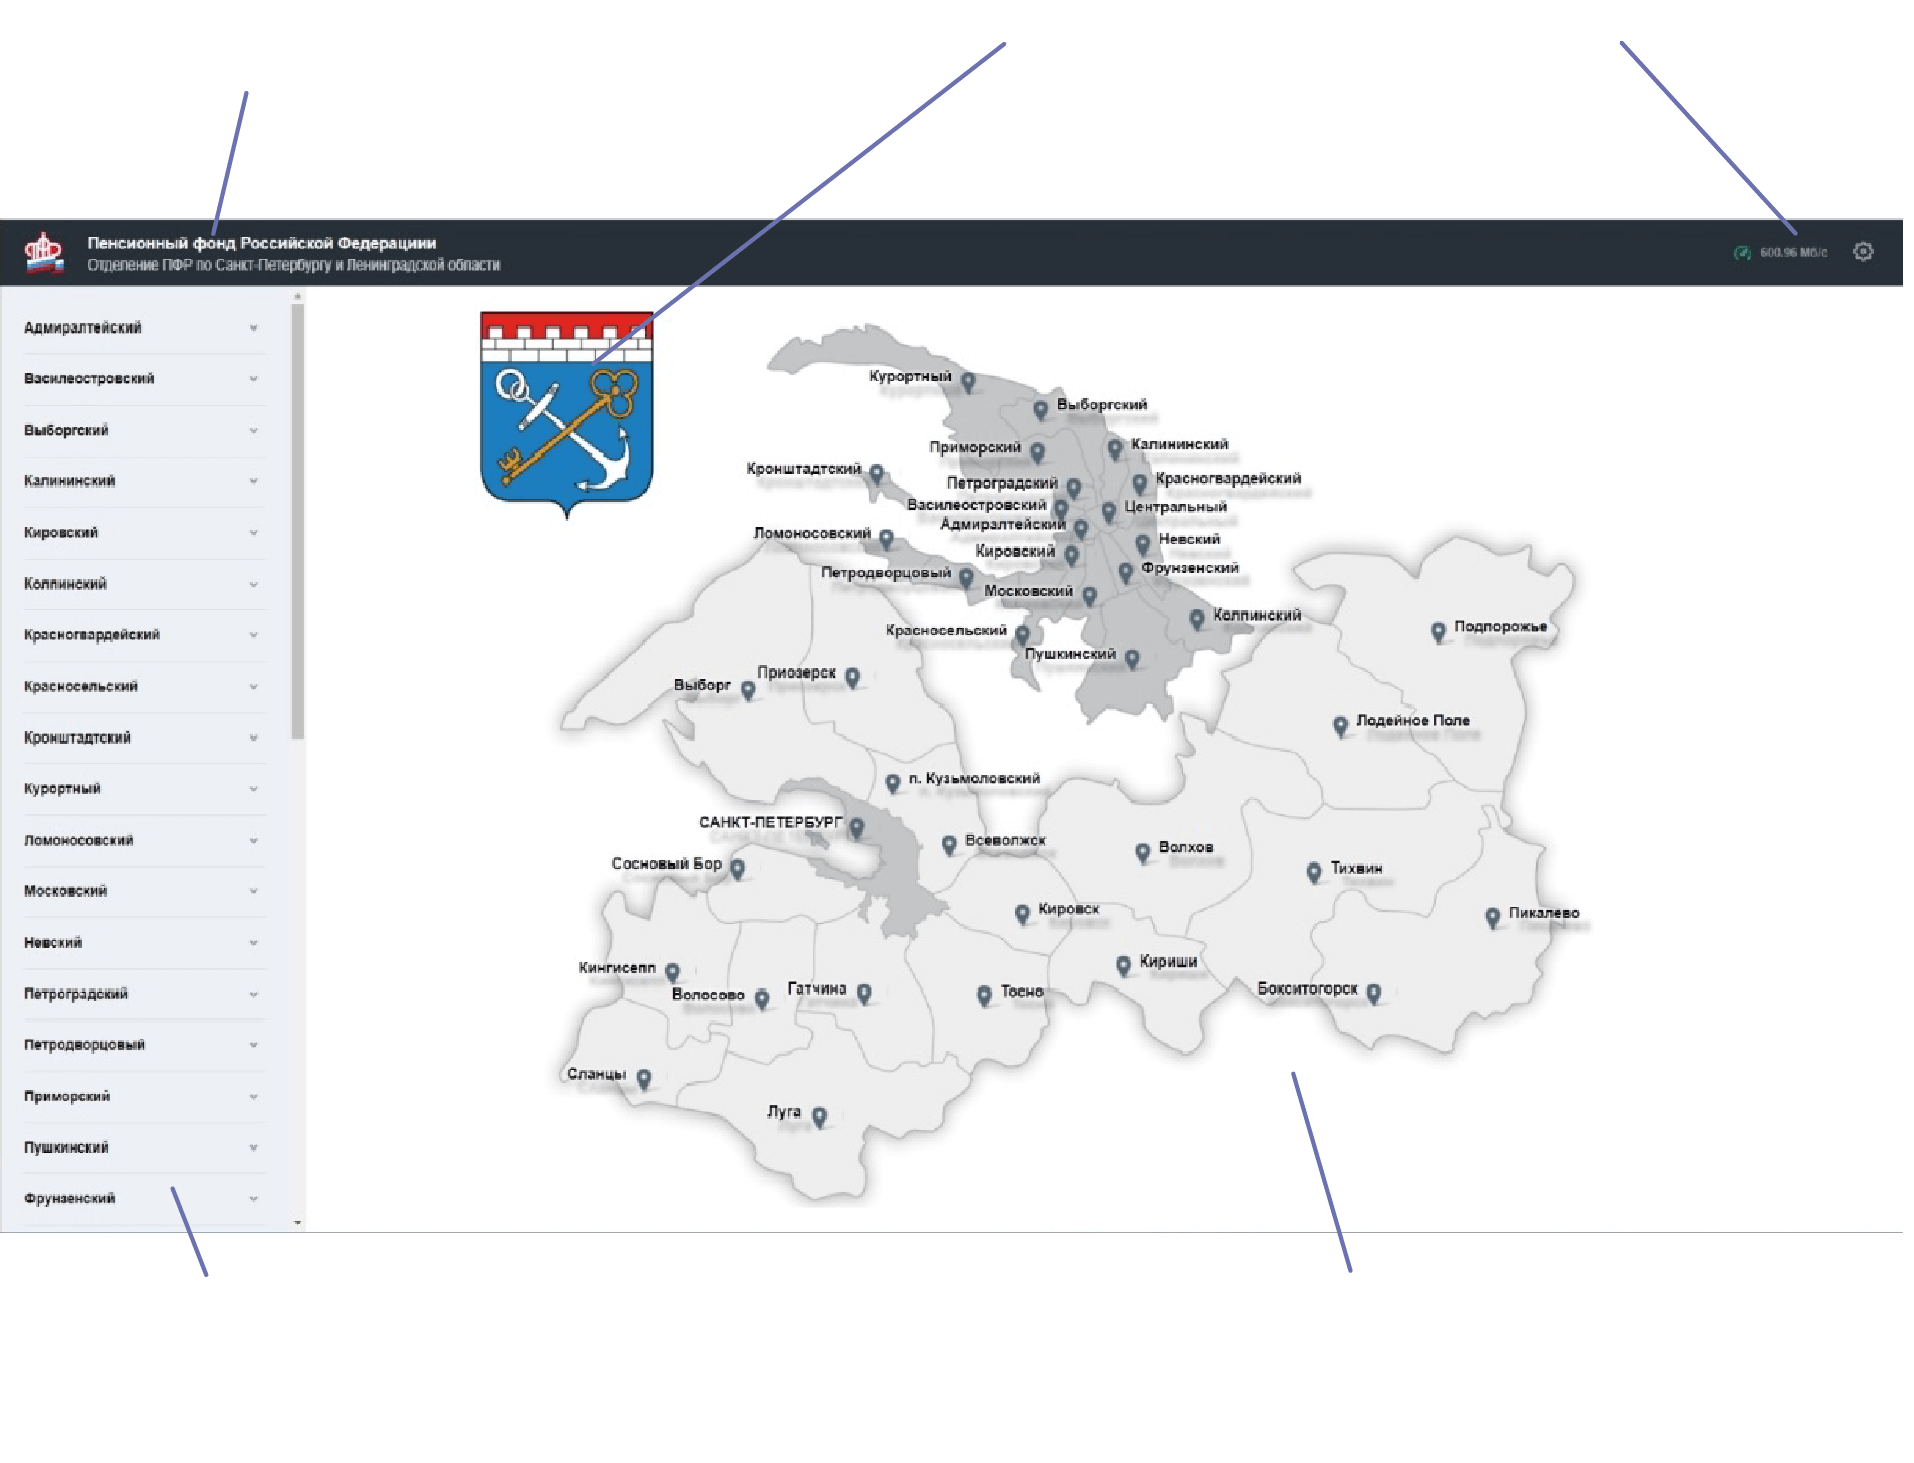 Пенсионный фонд Российской Федерациии
Отделение ПФР по Санкт-Петербургу и Ленинградской области
600.96 Мб/с
Адмиралтейский
Василеостровский
Выборгский
Калининский
Кировский
Колпинский
Красногвардейский
Красносельский
Кронштадтский
Курортный
Ломоносовский
Московский
Невский
Петроградский
Петродворцовый
Приморский
Пушкинский
Фрунзенский
Курортный
Выборгский
Приморский
Калининский
Кронштадтский
Петроградский
Красногвардейский
Василеостровский
Центральный
Адмиралтейский
Ломоносовский
Невский
Кировский
Фрунзенский
Петродворцовый
Московский
Колпинский
Красносельский
Пушкинский
Подпорожье
Приозерск
Выборг
Лодейное Поле
п. Кузьмоловский
САНКТ-ПЕТЕРБУРГ
Всеволжск
Волхов
Сосновый Бор
Тихвин
Кировск
Пикалево
Кингисепп
Кириши
Волосово
Гатчина
Тосно
Бокситогорск
Сланцы
Луга